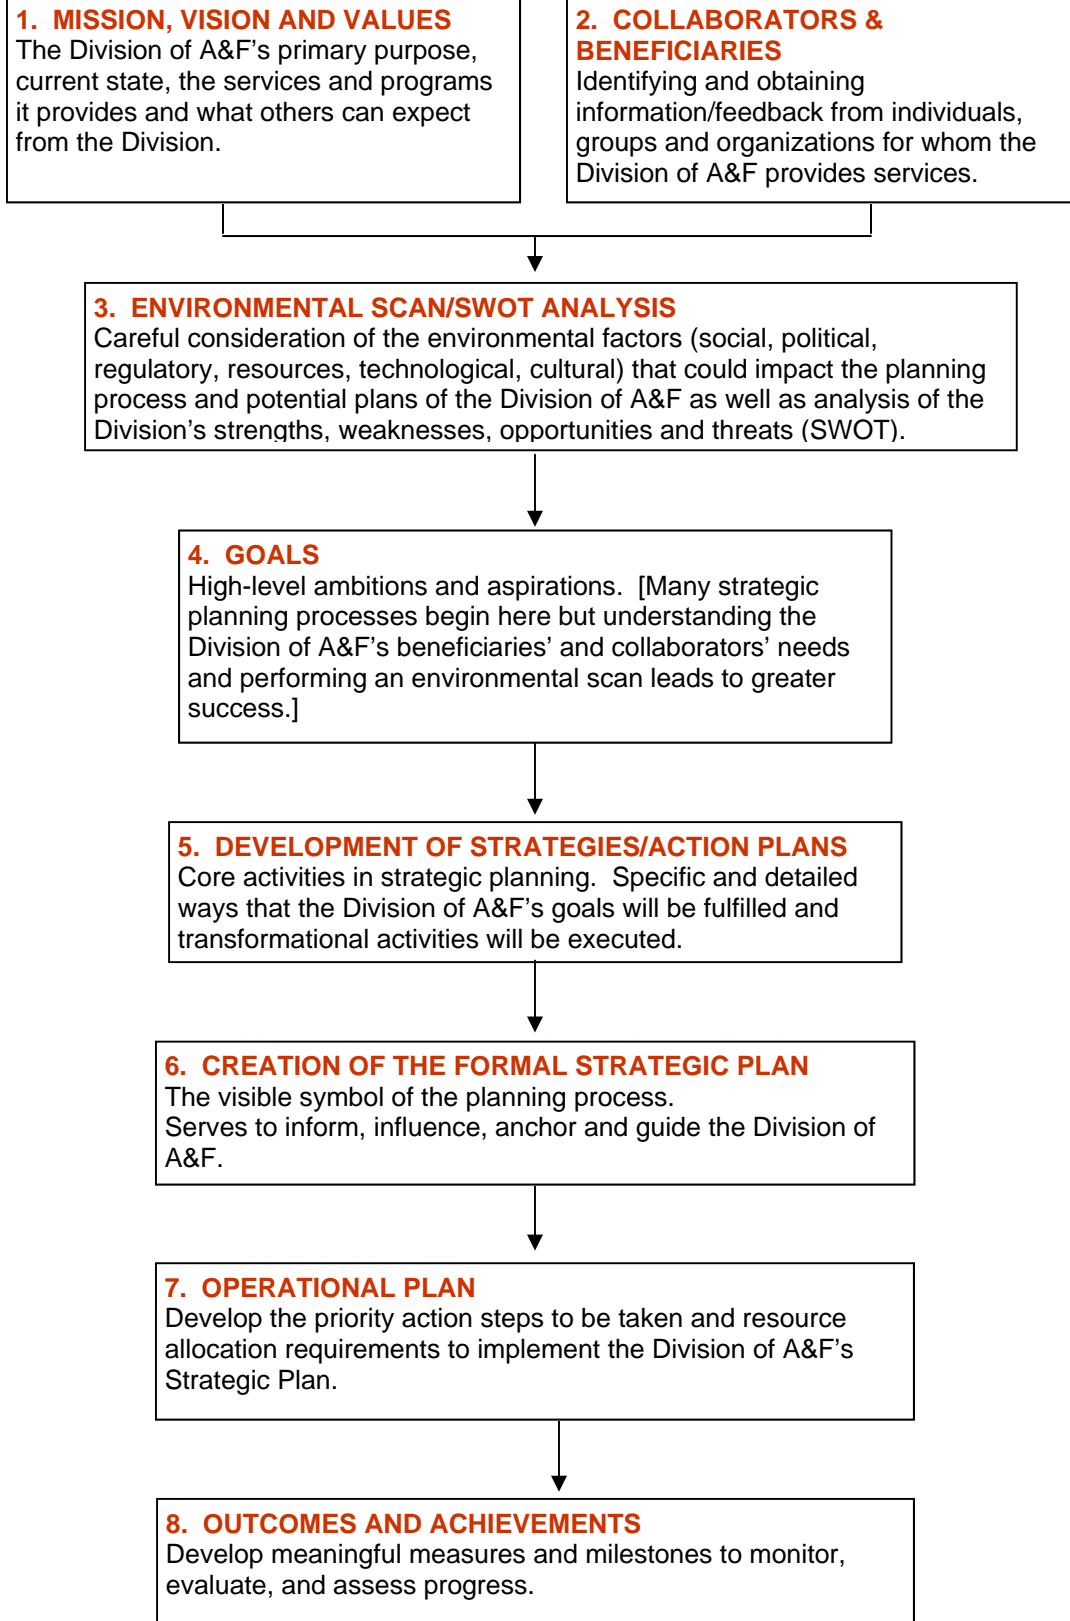 1. MISSION, VISION AND VALUES
The Division of A&F’s primary purpose,
current state, the services and programs
it provides and what others can expect
from the Division.
2. COLLABORATORS &
BENEFICIARIES
Identifying and obtaining
information/feedback from individuals,
groups and organizations for whom the
Division of A&F provides services.
3. ENVIRONMENTAL SCAN/SWOT ANALYSIS
Careful consideration of the environmental factors (social, political,
regulatory, resources, technological, cultural) that could impact the planning
process and potential plans of the Division of A&F as well as analysis of the
Division’s strengths, weaknesses, opportunities and threats (SWOT).
4. GOALS
High-level ambitions and aspirations. [Many strategic
planning processes begin here but understanding the
Division of A&F’s beneficiaries’ and collaborators’ needs
and performing an environmental scan leads to greater
success.]
5. DEVELOPMENT OF STRATEGIES/ACTION PLANS
Core activities in strategic planning. Specific and detailed
ways that the Division of A&F’s goals will be fulfilled and
transformational activities will be executed.
6. CREATION OF THE FORMAL STRATEGIC PLAN
The visible symbol of the planning process.
Serves to inform, influence, anchor and guide the Division of
A&F.
7. OPERATIONAL PLAN
Develop the priority action steps to be taken and resource
allocation requirements to implement the Division of A&F’s
Strategic Plan.
8. OUTCOMES AND ACHIEVEMENTS
Develop meaningful measures and milestones to monitor,
evaluate, and assess progress.